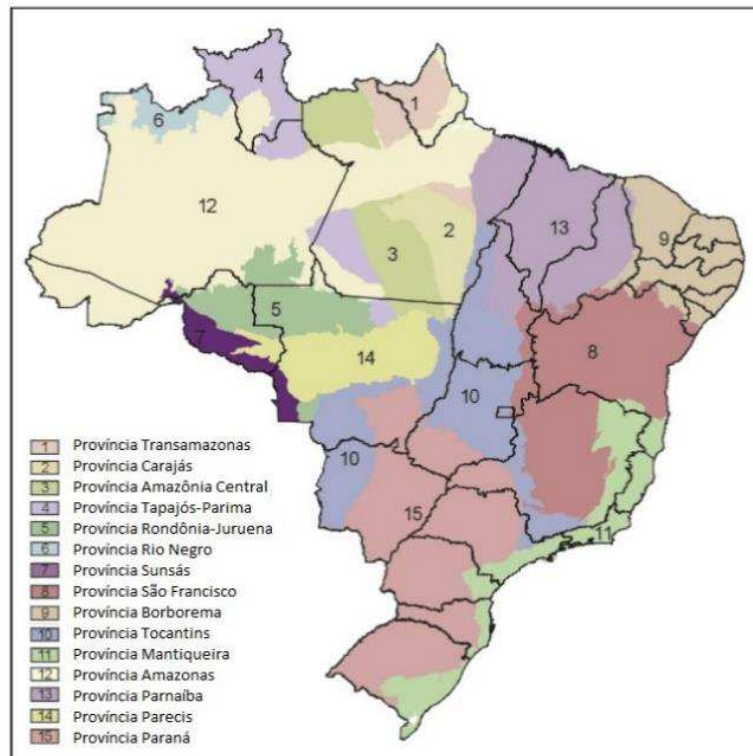 4
1
6
12
3
2
13
9
5
7
14
8
10
10
15
11
1 Província Transamazonas
2 Província Carajás
3 Província Amazônia Central
4 Província Tapajós-Parima
5 Província Rondônia-Juruena
6 Província Rio Negro
7 Província Sunsás
8 Província São Francisco
9 Província Borborema
10 Província Tocantins
11 Província Mantiqueira
12 Província Amazonas
13 Província Parnaíba
14 Província Parecis
15 Província Paraná